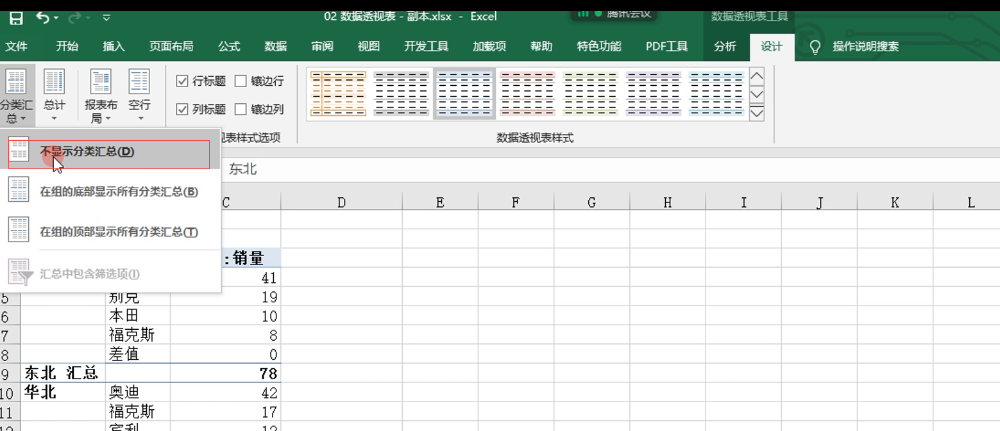 02 数据透视表 - 副本.xlsx - Excel
腾讯会议
数据透视表工具
文件 开始 插入 页面布局 公式 数据 审阅 视图 开发工具 加载项 帮助 特色功能 PDF工具 分析 设计 操作说明搜索
分类汇总 总计 报表布局 空行
行标题 镶边行
列标题 镶边列
表样式选项 数据透视表样式
不显示分类汇总(D)
在组的底部显示所有分类汇总(B)
在组的顶部显示所有分类汇总(T)
汇总中包含筛选项(I)
东北
C D E F G H I J K L
:销量
41
5 别克 19
6 本田 10
7 福克斯 8
8 差值 0
9 东北 汇总 78
10 华北 奥迪 42
11 福克斯 17
12 宾利 12